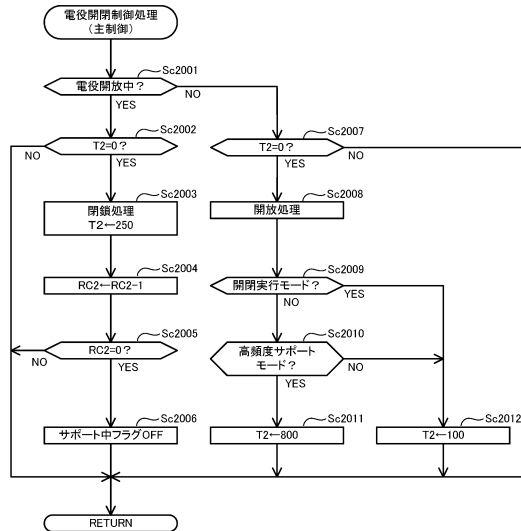 電役開閉制御処理
（主制御）
Sc2001
電役開放中？
YES
NO
Sc2002
T2=0？
NO
YES
Sc2007
T2=0？
YES
NO
Sc2003
閉鎖処理
T2←250
Sc2008
開放処理
Sc2004
RC2←RC2-1
Sc2009
開閉実行モード？
NO
YES
Sc2005
RC2=0？
NO
YES
Sc2010
高頻度サポート
モード？
YES
NO
Sc2006
サポート中フラグOFF
Sc2011
T2←800
Sc2012
T2←100
RETURN